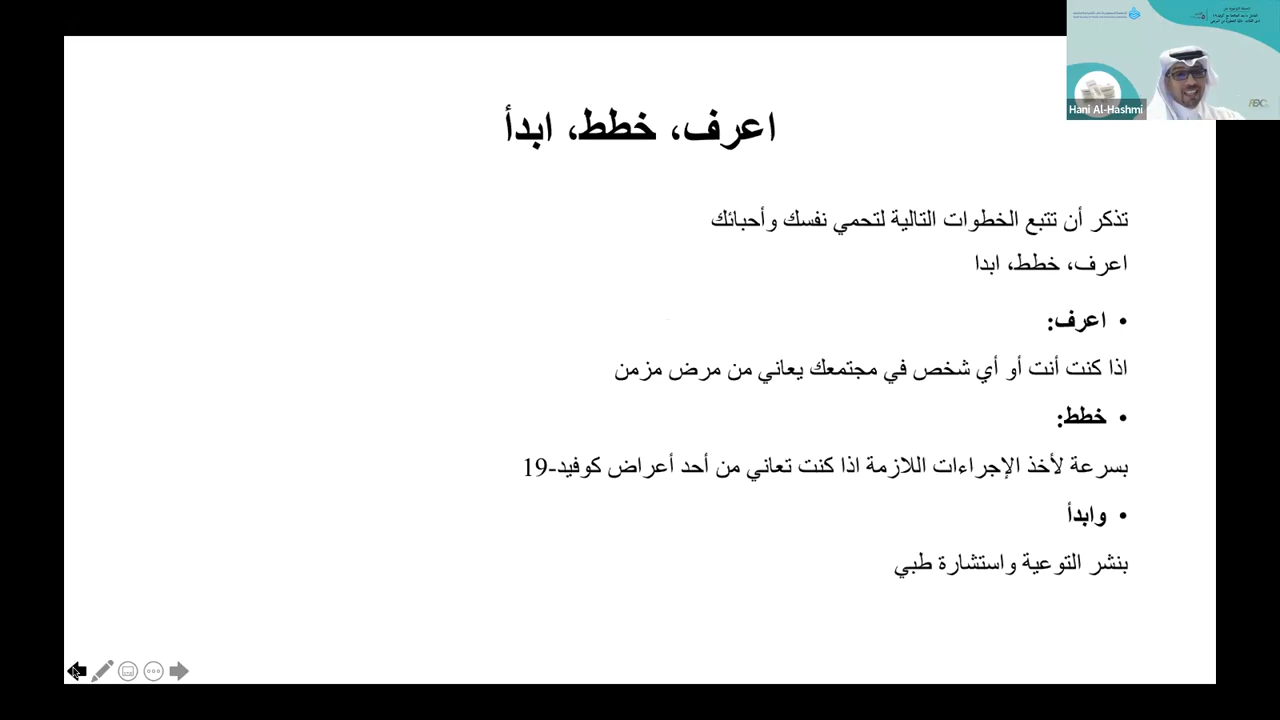 اعرف، خطط، ابدأ
تذكر أن تتبع الخطوات التالية لتحمي نفسك وأحبائك
اعرف، خطط، ابدا
• اعرف:
اذا كنت أنت أو أي شخص في مجتمعك يعاني من مرض مزمن
• خطط:
بسرعة لأخذ الإجراءات اللازمة اذا كنت تعاني من أحد أعراض كوفيد-19
• وابدأ
بنشر التوعية واستشارة طبي
Hani Al-Hashmi